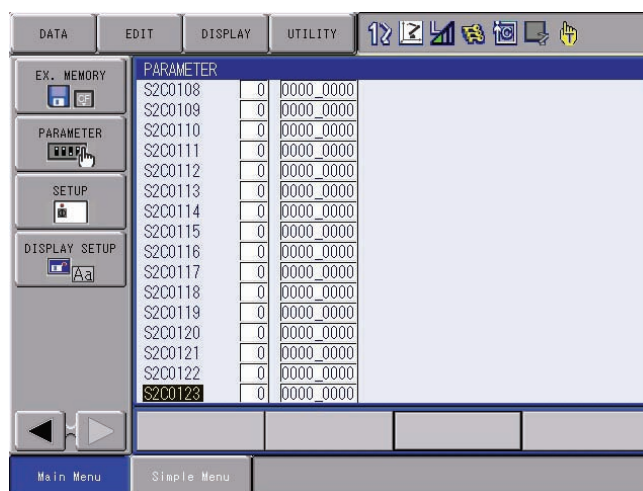 DATA EDIT DISPLAY UTILITY
EX. MEMORY
CF
PARAMETER
SETUP
DISPLAY SETUP
Aa
PARAMETER
S2C0108 0 0000_0000
S2C0109 0 0000_0000
S2C0110 0 0000_0000
S2C0111 0 0000_0000
S2C0112 0 0000_0000
S2C0113 0 0000_0000
S2C0114 0 0000_0000
S2C0115 0 0000_0000
S2C0116 0 0000_0000
S2C0117 0 0000_0000
S2C0118 0 0000_0000
S2C0119 0 0000_0000
S2C0120 0 0000_0000
S2C0121 0 0000_0000
S2C0122 0 0000_0000
S2C0123 0 0000_0000
Main Menu Simple Menu